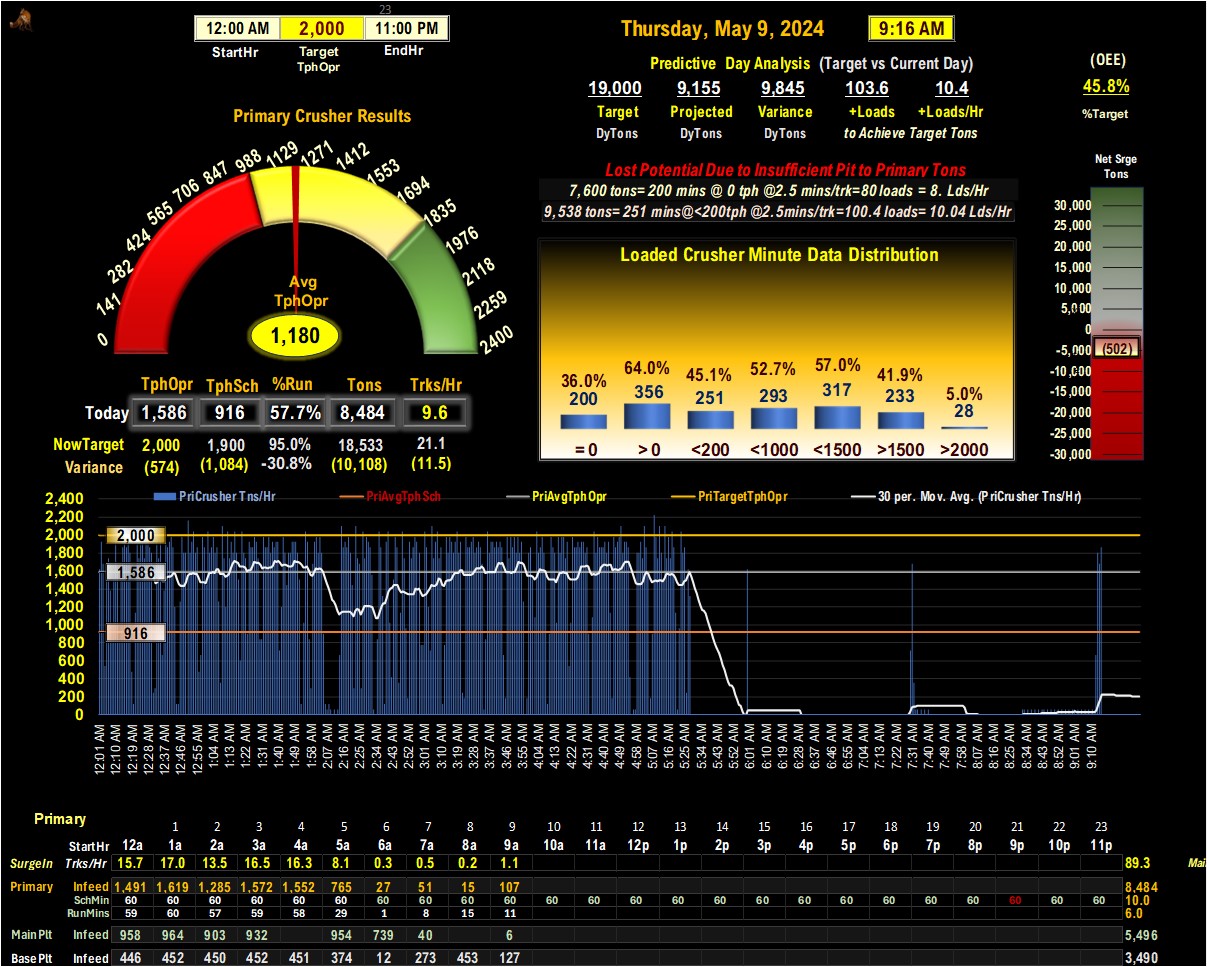 23
12:00 AM 2,000 11:00 PM
StartHr Target EndHr
TphOpr
Thursday, May 9, 2024 9:16 AM
Predictive Day Analysis (Target vs Current Day)
19,000 9,155 9,845 103.6 10.4
Target Projected Variance +Loads +Loads/Hr
DyTons DyTons DyTons to Achieve Target Tons
(OEE)
45.8%
%Target
Primary Crusher Results
0 141 282 424 565 706 847 988 1129 1271 1412 1553 1694 1835 1976 2118 2259 2400
Avg
TphOpr
1,180
Lost Potential Due to Insufficient Pit to Primary Tons
7,600 tons= 200 mins @ 0 tph @2.5 mins/trk=80 loads = 8. Lds/Hr
9,538 tons= 251 mins@<200tph @2.5mins/trk=100.4 loads= 10.04 Lds/Hr
Loaded Crusher Minute Data Distribution
36.0% 64.0% 45.1% 52.7% 57.0% 41.9% 5.0%
200 356 251 293 317 233 28
= 0 > 0 <200 <1000 <1500 >1500 >2000
Net Srge
Tons
30,000
25,000
20,000
15,000
10,000
5,000
0
-5,000
(502)
-10,000
-15,000
-20,000
-25,000
-30,000
TphOpr TphSch %Run Tons Trks/Hr
Today 1,586 916 57.7% 8,484 9.6
NowTarget 2,000 1,900 95.0% 18,533 21.1
Variance (574) (1,084) -30.8% (10,108) (11.5)
PriCrusher Tns/Hr PriAvgTphSch PriAvgTphOpr PriTargetTphOpr 30 per. Mov. Avg. (PriCrusher Tns/Hr)
2,400
2,200
2,000 2,000
1,800
1,600 1,586
1,400
1,200
1,000
916
800
600
400
200
0
12:01 AM 12:10 AM 12:19 AM 12:28 AM 12:37 AM 12:46 AM 12:55 AM 1:04 AM 1:13 AM 1:22 AM 1:31 AM 1:40 AM 1:49 AM 1:58 AM 2:07 AM 2:16 AM 2:25 AM 2:34 AM 2:43 AM 2:52 AM 3:01 AM 3:10 AM 3:19 AM 3:28 AM 3:37 AM 3:46 AM 3:55 AM 4:04 AM 4:13 AM 4:22 AM 4:31 AM 4:40 AM 4:49 AM 4:58 AM 5:07 AM 5:16 AM 5:25 AM 5:34 AM 5:43 AM 5:52 AM 6:01 AM 6:10 AM 6:19 AM 6:28 AM 6:37 AM 6:46 AM 6:55 AM 7:04 AM 7:13 AM 7:22 AM 7:31 AM 7:40 AM 7:49 AM 7:58 AM 8:07 AM 8:16 AM 8:25 AM 8:34 AM 8:43 AM 8:52 AM 9:01 AM 9:10 AM
Primary
1 2 3 4 5 6 7 8 9 10 11 12 13 14 15 16 17 18 19 20 21 22 23
StartHr 12a 1a 2a 3a 4a 5a 6a 7a 8a 9a 10a 11a 12p 1p 2p 3p 4p 5p 6p 7p 8p 9p 10p 11p
SurgeIn Trks/Hr 15.7 17.0 13.5 16.5 16.3 8.1 0.3 0.5 0.2 1.1 89.3
Primary Infeed 1,491 1,619 1,285 1,572 1,552 765 27 51 15 107 8,484
SchMin 60 60 60 60 60 60 60 60 60 60 60 60 60 60 60 60 60 60 60 60 60 60 60 60 10.0
RunMins 59 60 57 59 58 29 1 8 15 11 6.0
MainPlt Infeed 958 964 903 932 954 739 40 6 5,496
BasePlt Infeed 446 452 450 452 451 374 12 273 453 127 3,490